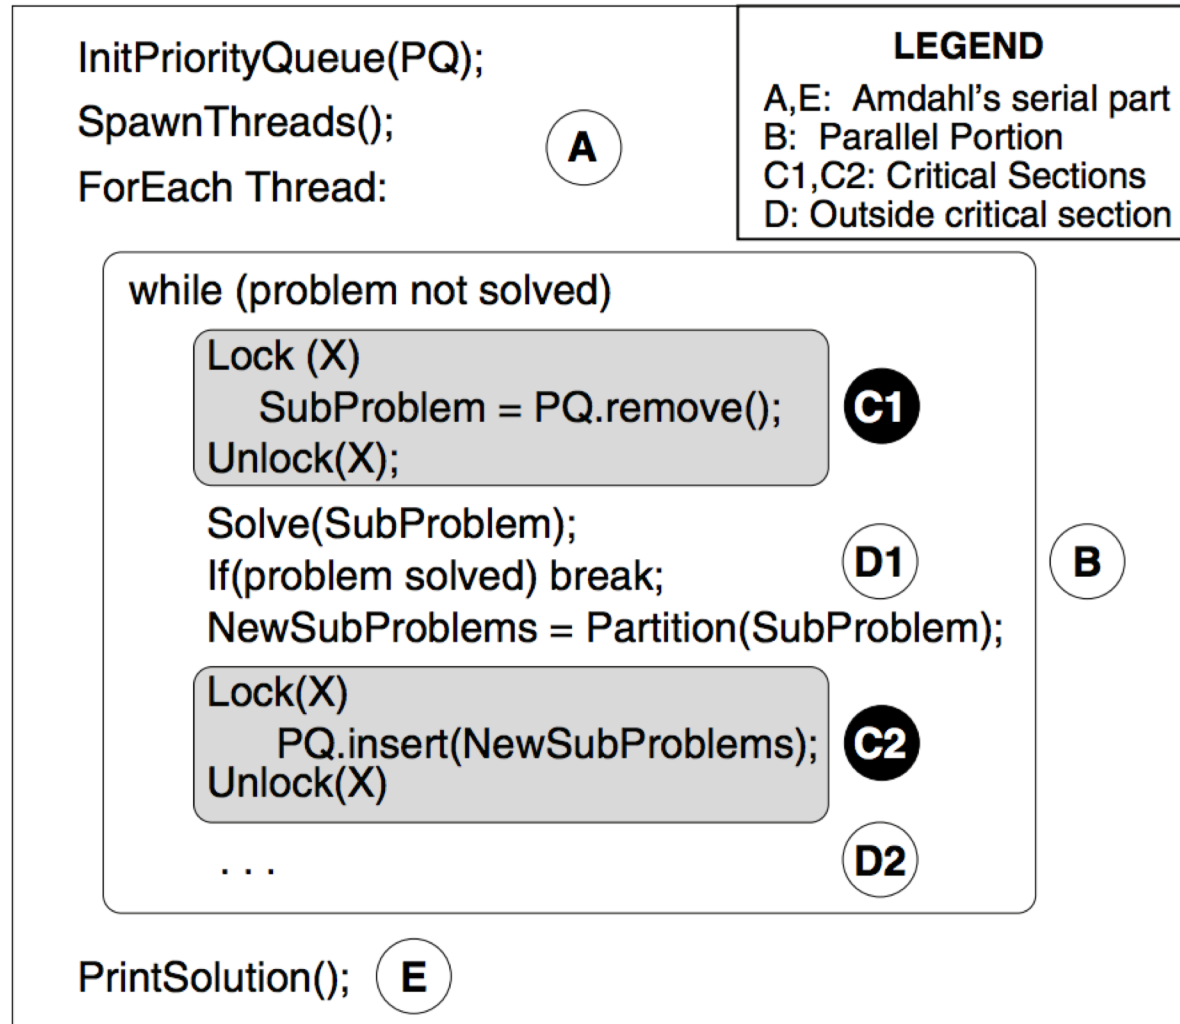 InitPriorityQueue(PQ);
SpawnThreads();
ForEach Thread:
A
LEGEND
A,E: Amdahl's serial part
B: Parallel Portion
C1,C2: Critical Sections
D: Outside critical section
while (problem not solved)
Lock (X)
SubProblem = PQ.remove();
Unlock(X);
C1
Solve(SubProblem);
If(problem solved) break;
NewSubProblems = Partition(SubProblem);
D1
B
Lock(X)
PQ.insert(NewSubProblems);
Unlock(X)
C2
. . .
D2
PrintSolution();
E